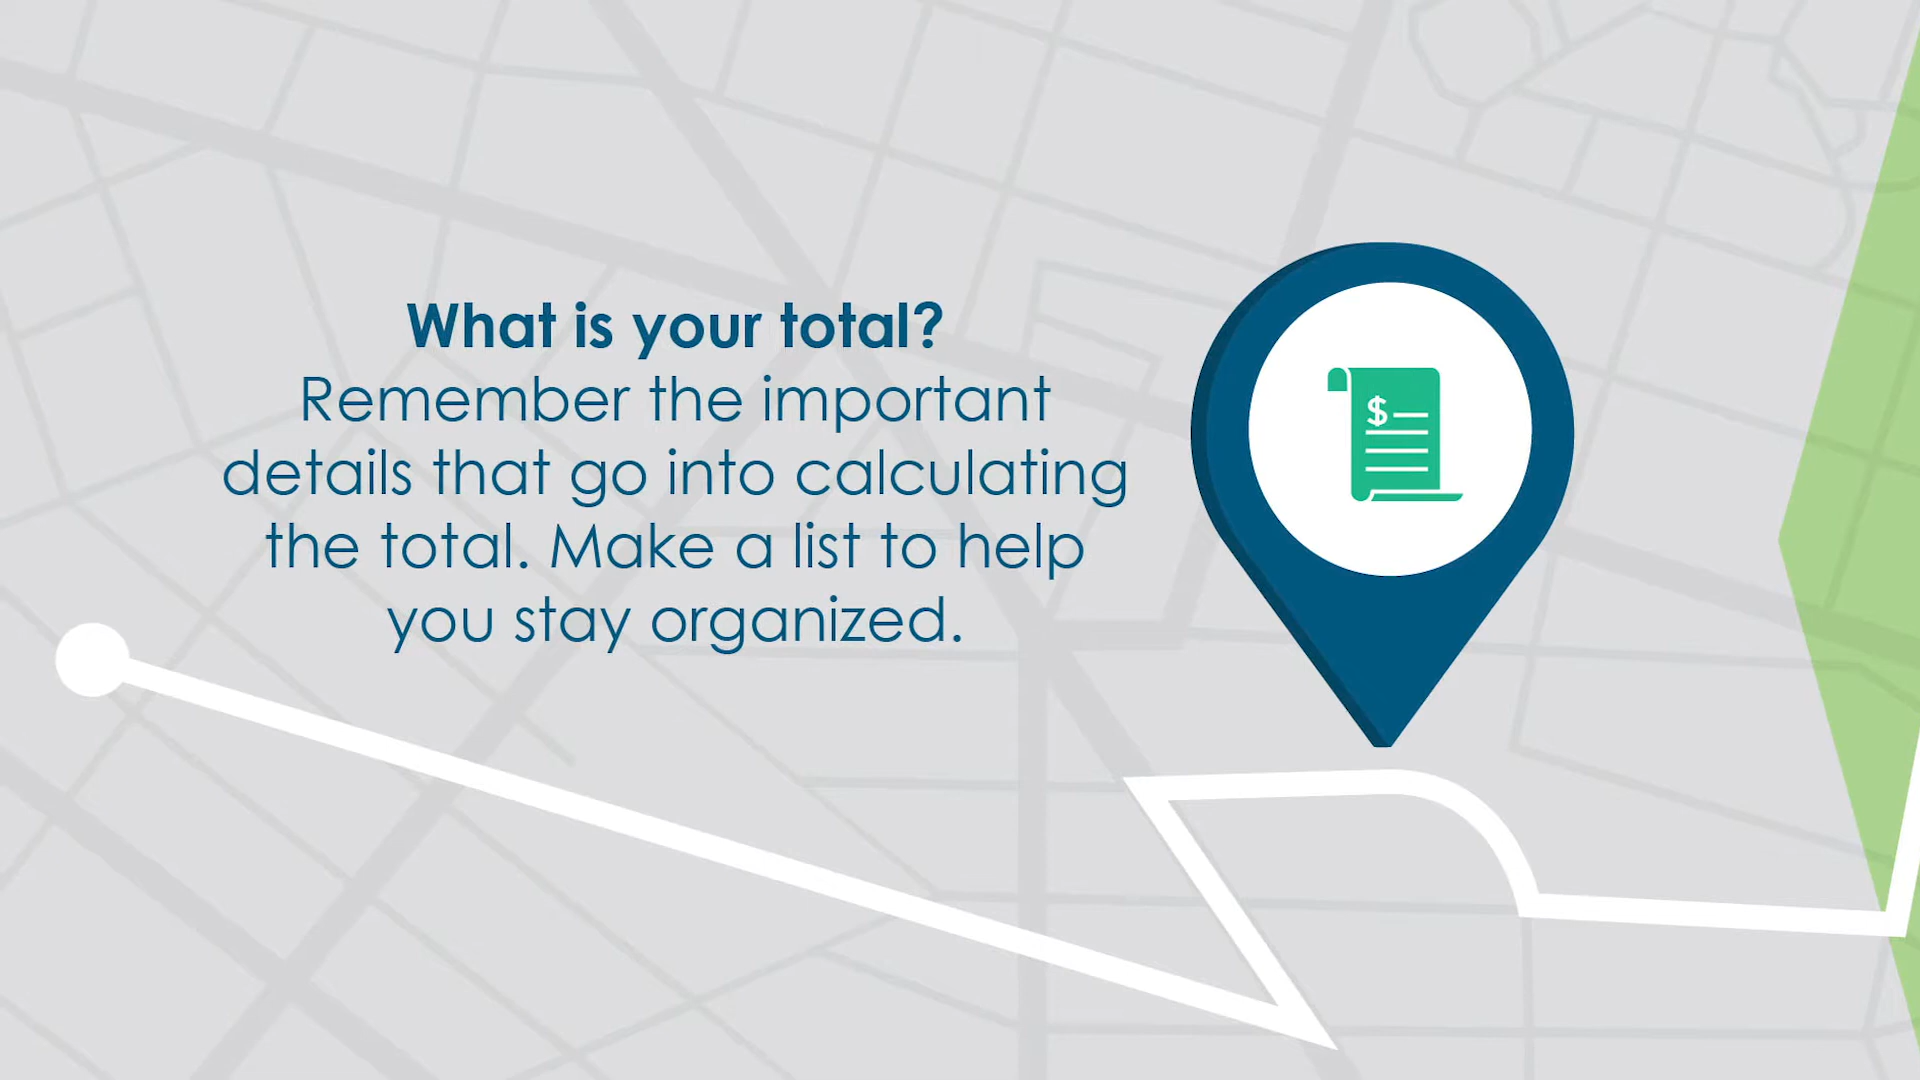 What is your total?
Remember the important
details that go into calculating
the total. Make a list to help
you stay organized.
$